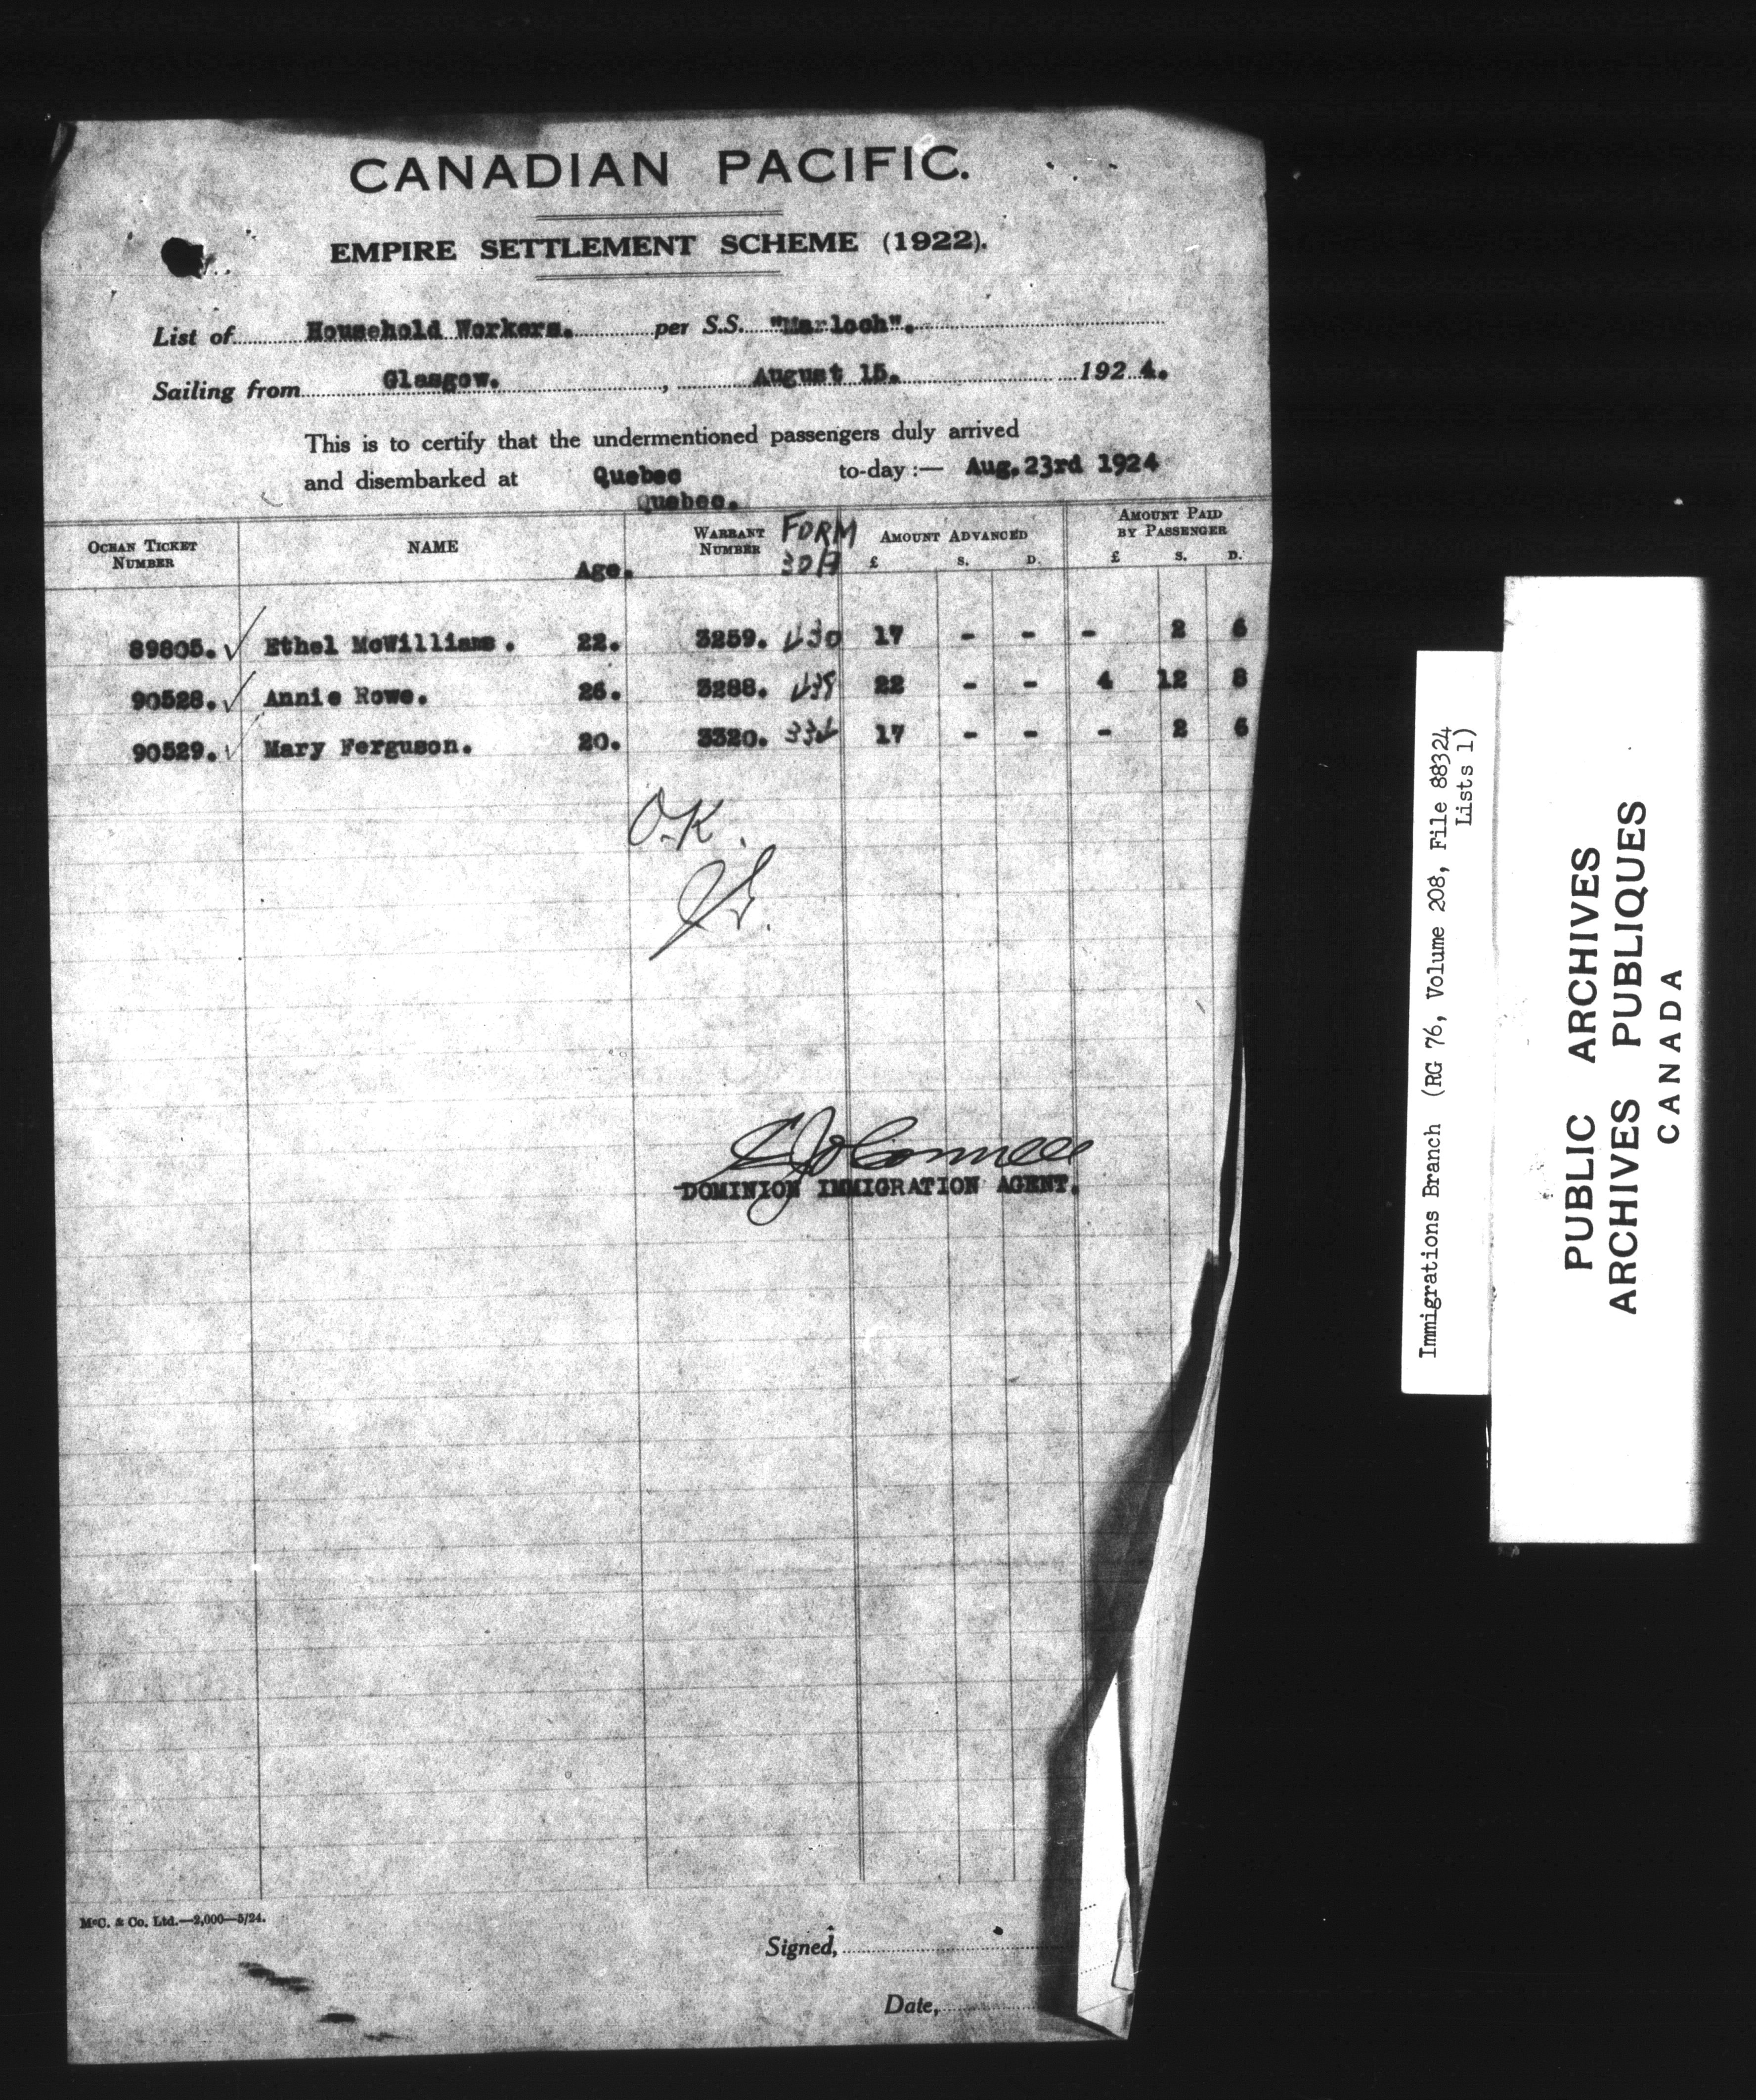 CANADIAN PACIFIC.
EMPIRE SETTLEMENT SCHEME (1922).
List of Household Workers. per S.S. "Marloch".
Sailing from Glasgow. , August 15. 192 4.
This is to certify that the undermentioned passengers duly arrived
and disembarked at Quebec to-day :— Aug. 23rd 1924
Quebec.
OCEAN TICKET NUMBER NAME Age. WARRANT NUMBER FORM 30A AMOUNT ADVANCED £ S. D. AMOUNT PAID BY PASSENGER £ S. D.
89805. ✓ Ethel McWilliams . 22. 3259. 17 - - - 2 6
90528. ✓ Annie Rowe. 26. 3288. 22 - - 4 12 8
90529. ✓ Mary Ferguson. 20. 3320. 17 - - - 2 6
O.K.
DOMINION IMMIGRATION AGENT.
McC. & Co. Ltd.—2,000—5/24.
Signed,
Date,
Immigrations Branch (RG 76, Volume 208, File 88324
Lists 1)
PUBLIC ARCHIVES
ARCHIVES PUBLIQUES
CANADA